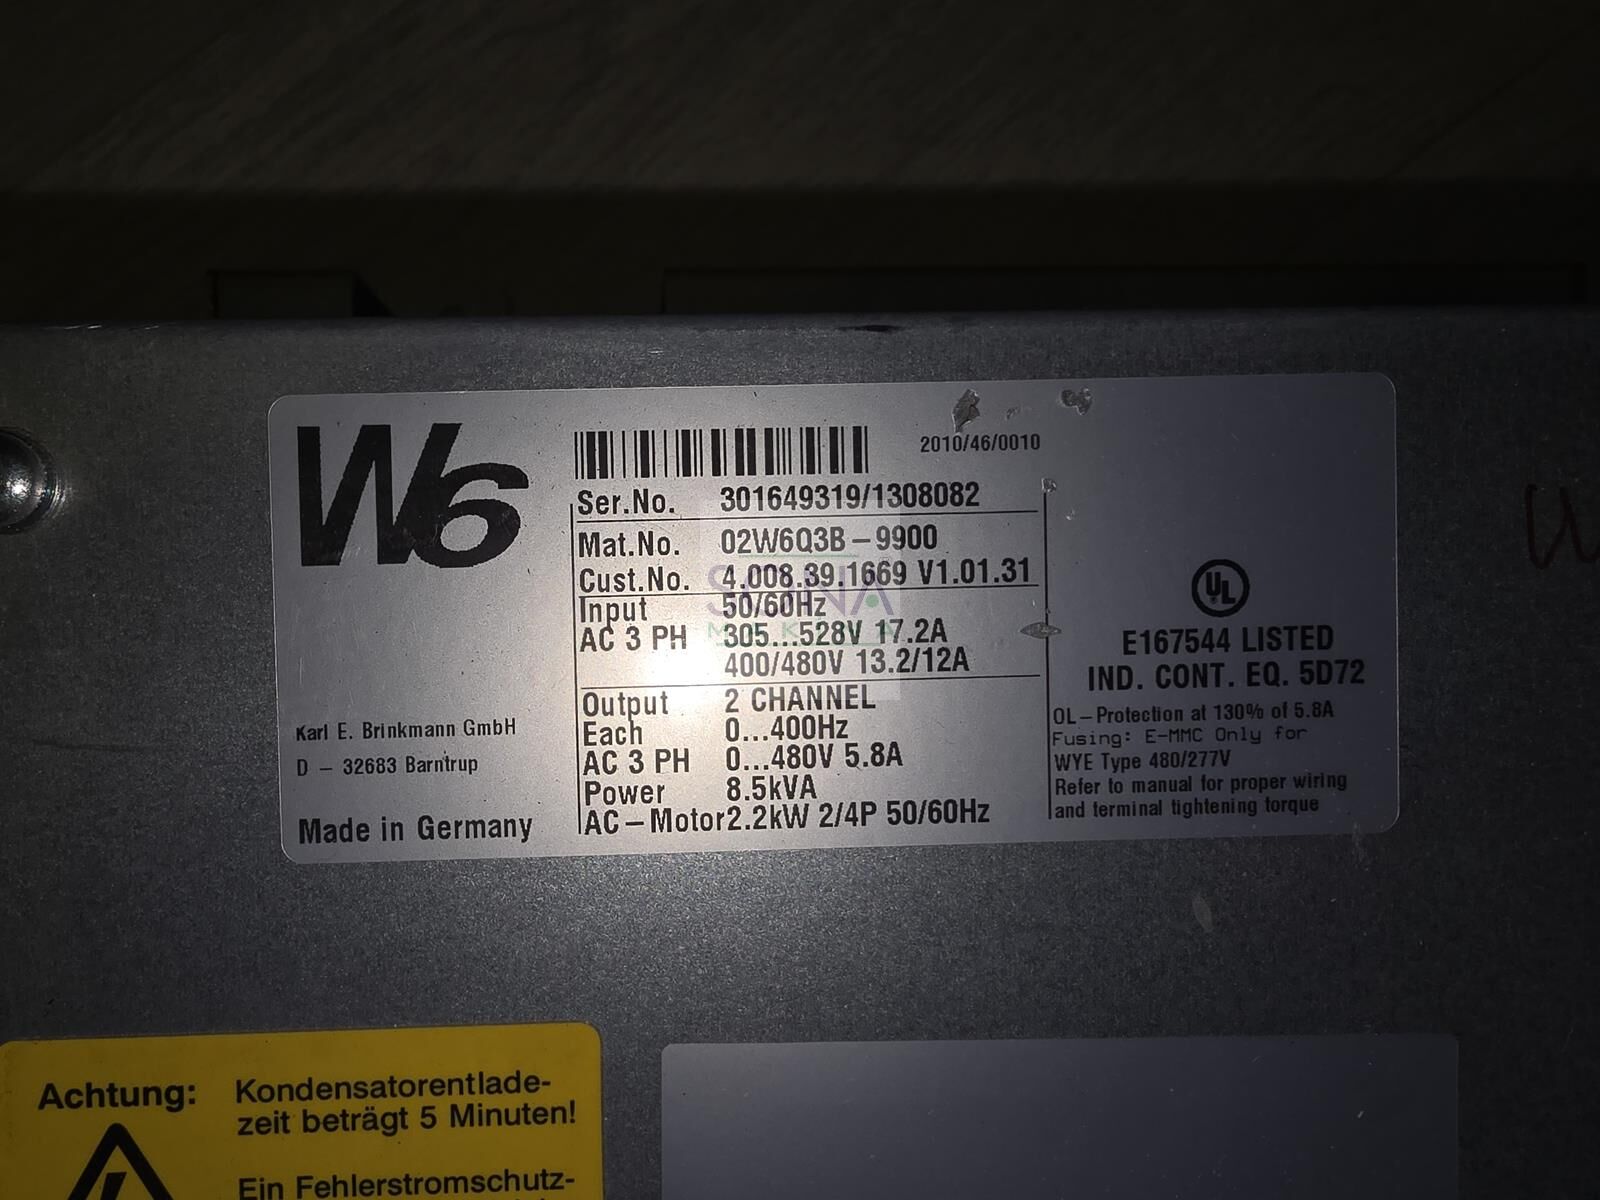 W6
2010/46/0010
Ser.No. 301649319/1308082
Mat.No. 02W6Q3B-9900
Cust.No. 4.008.39.1669 V1.01.31
Input 50/60Hz
AC 3 PH 305...528V 17.2A
400/480V 13.2/12A
Output 2 CHANNEL
Each 0...400Hz
AC 3 PH 0...480V 5.8A
Power 8.5kVA
AC-Motor 2.2kW 2/4P 50/60Hz
Karl E. Brinkmann GmbH
D - 32683 Barntrup
Made in Germany
UL
E167544 LISTED
IND. CONT. EQ. 5D72
OL-Protection at 130% of 5.8A
Fusing: E-MMC Only for
WYE Type 480/277V
Refer to manual for proper wiring
and terminal tightening torque
SUNA
MAKİNA
Achtung: Kondensatorentlade-
zeit beträgt 5 Minuten!
Ein Fehlerstromschutz-